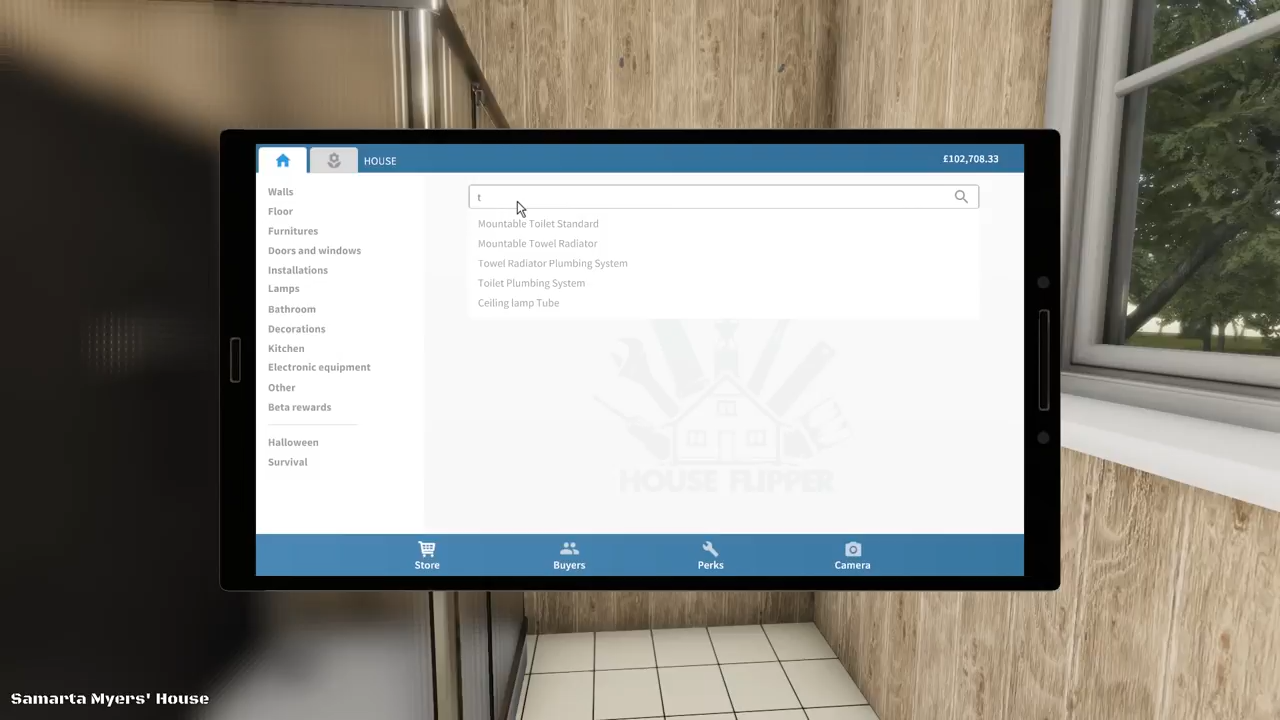 HOUSE
£102,708.33
Walls
Floor
Furnitures
Doors and windows
Installations
Lamps
Bathroom
Decorations
Kitchen
Electronic equipment
Other
Beta rewards
Halloween
Survival
t
Mountable Toilet Standard
Mountable Towel Radiator
Towel Radiator Plumbing System
Toilet Plumbing System
Ceiling lamp Tube
HOUSE FLIPPER
Store
Buyers
Perks
Camera
Samarta Myers' House